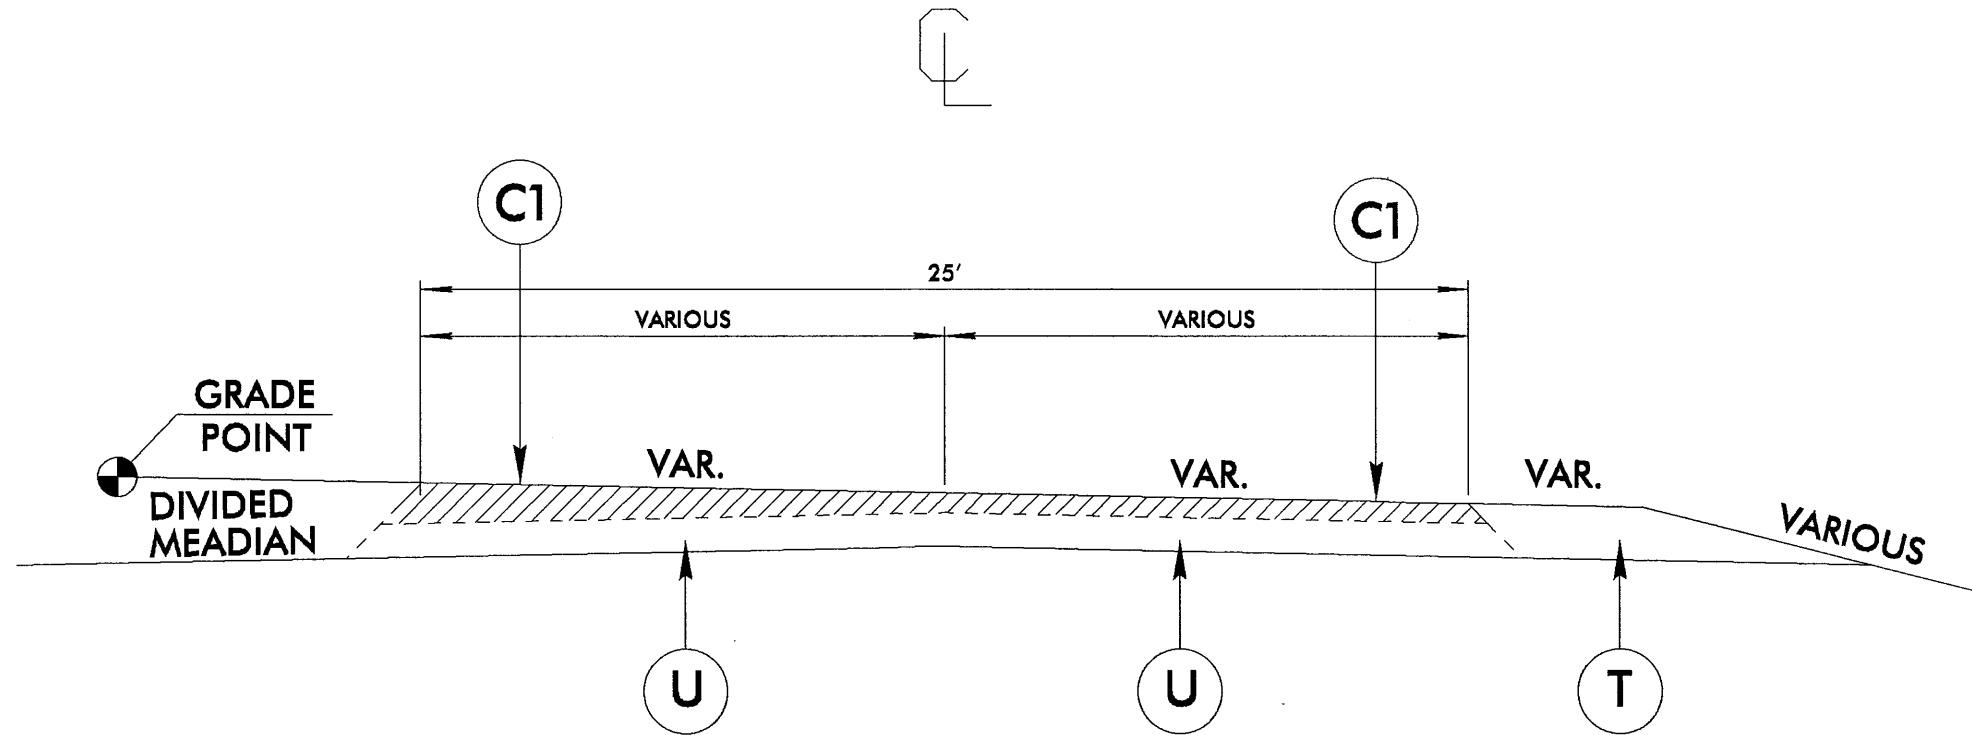 CL
C1
C1
25'
VARIOUS
VARIOUS
GRADE
POINT
VAR.
VAR.
VAR.
DIVIDED
MEADIAN
VARIOUS
U
U
T